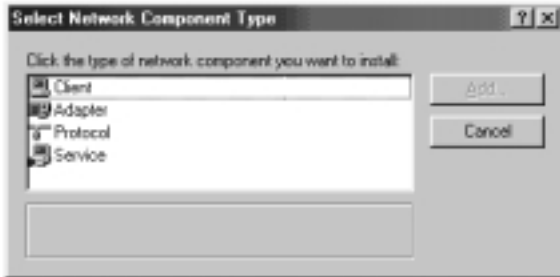 Select Network Component Type
? ×
Click the type of network component you want to install:
Client
Adapter
Protocol
Service
Add...
Cancel